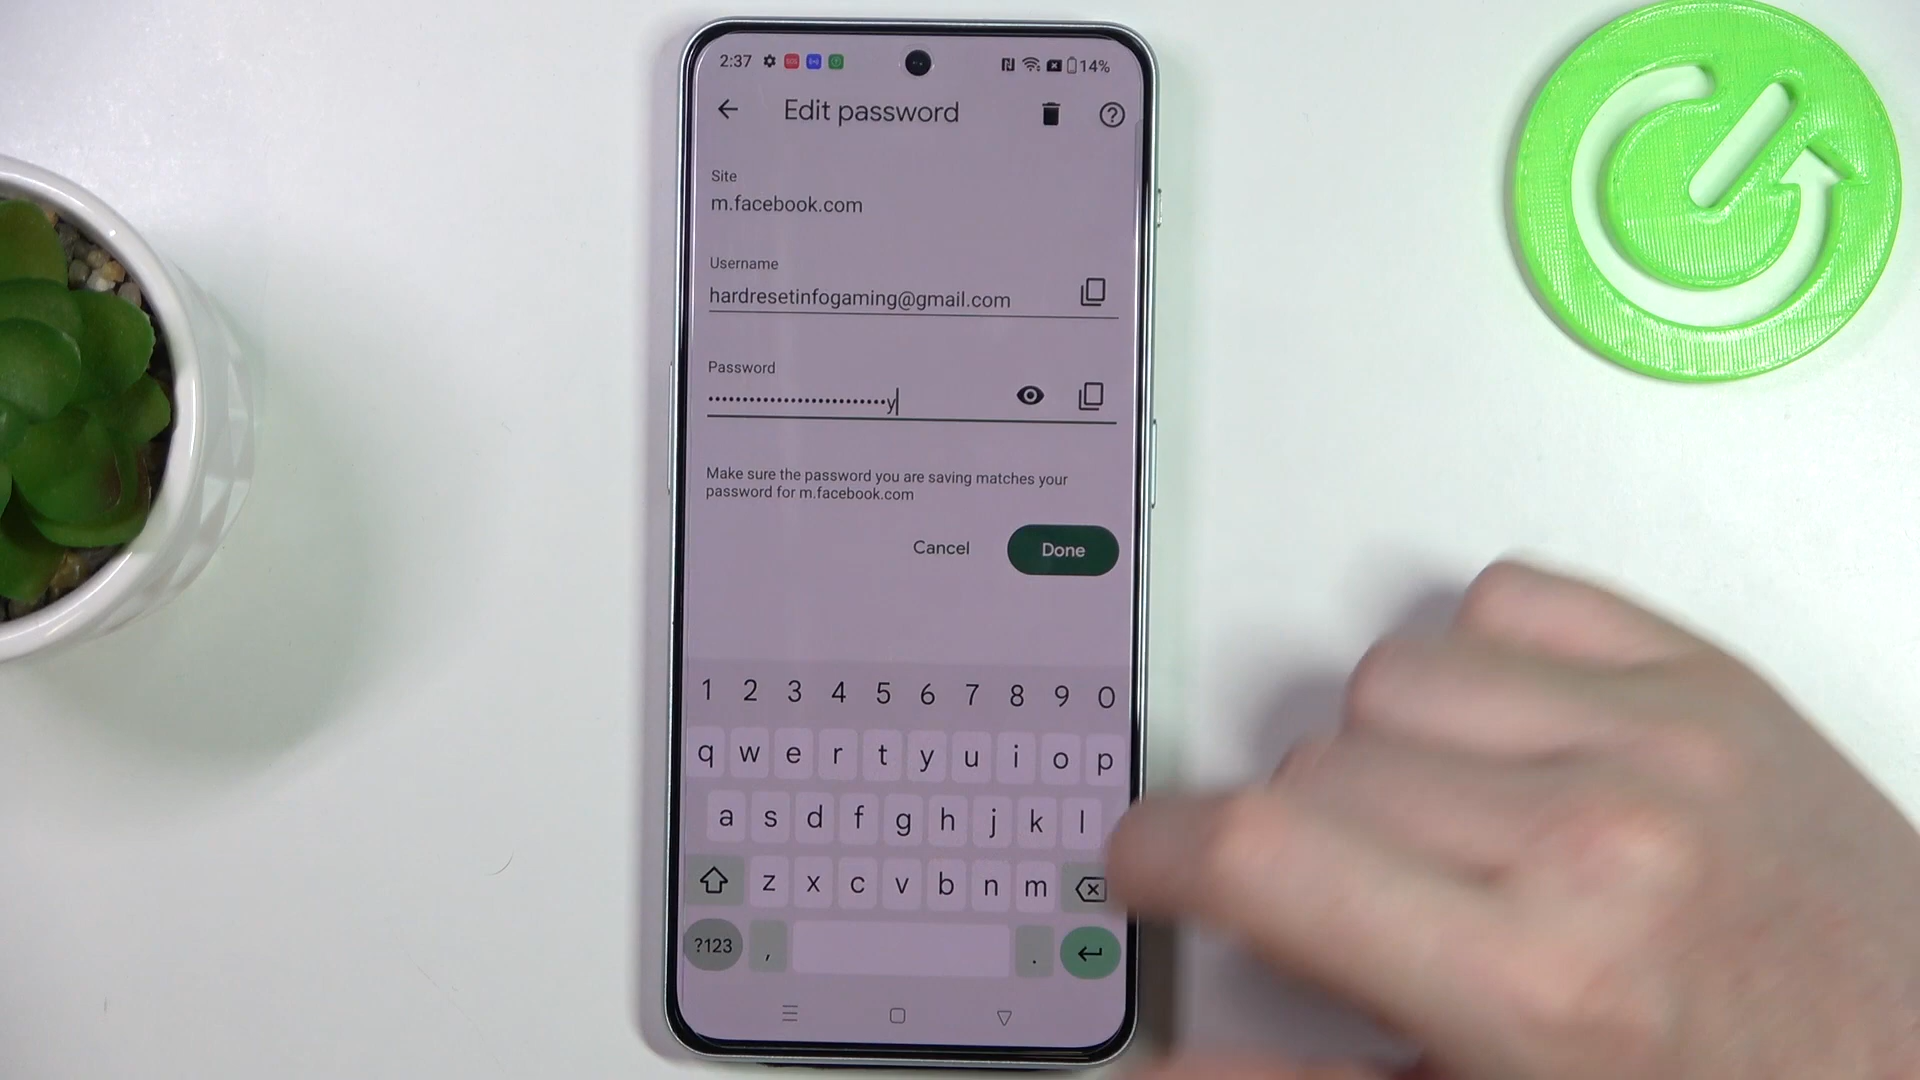 2:37 14%
Edit password
Site
m.facebook.com
Username
hardresetinfogaming@gmail.com
Password
••••••••••••••••••••••••••y
Make sure the password you are saving matches your
password for m.facebook.com
Cancel Done
1 2 3 4 5 6 7 8 9 0
q w e r t y u i o p
a s d f g h j k l
z x c v b n m
?123 , .